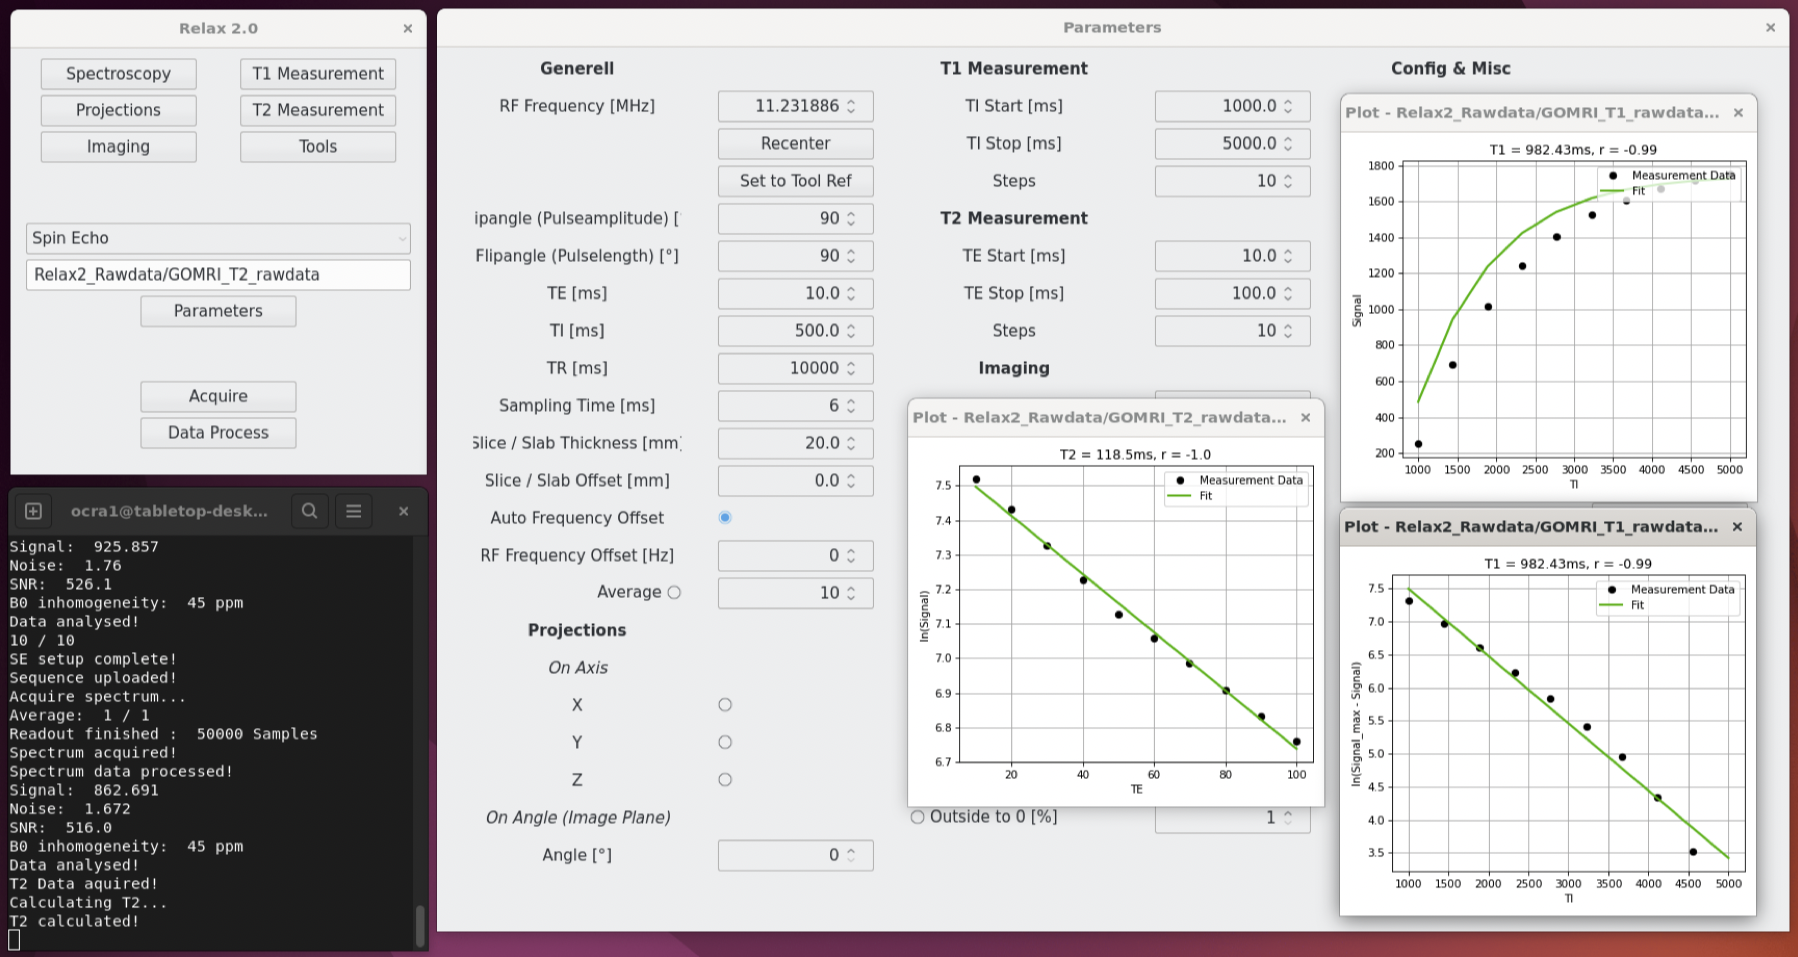 Relax 2.0
Spectroscopy
T1 Measurement
Projections
T2 Measurement
Imaging
Tools
Spin Echo
Relax2_Rawdata/GOMRI_T2_rawdata
Parameters
Acquire
Data Process
ocra1@tabletop-desk...
Signal:  925.857
Noise:  1.76
SNR:  526.1
B0 inhomogeneity:  45 ppm
Data analysed!
10 / 10
SE setup complete!
Sequence uploaded!
Acquire spectrum...
Average:  1 / 1
Readout finished :  50000 Samples
Spectrum acquired!
Spectrum data processed!
Signal:  862.691
Noise:  1.672
SNR:  516.0
B0 inhomogeneity:  45 ppm
Data analysed!
T2 Data aquired!
Calculating T2...
T2 calculated!
Parameters
Generell
RF Frequency [MHz] 11.231886
Recenter
Set to Tool Ref
ipangle (Pulseamplitude) [ 90
Flipangle (Pulselength) [°] 90
TE [ms] 10.0
TI [ms] 500.0
TR [ms] 10000
Sampling Time [ms] 6
Slice / Slab Thickness [mm] 20.0
Slice / Slab Offset [mm] 0.0
Auto Frequency Offset
RF Frequency Offset [Hz] 0
Average 10
Projections
On Axis
X
Y
Z
On Angle (Image Plane)
Angle [°] 0
T1 Measurement
TI Start [ms] 1000.0
TI Stop [ms] 5000.0
Steps 10
T2 Measurement
TE Start [ms] 10.0
TE Stop [ms] 100.0
Steps 10
Imaging
Outside to 0 [%] 1
Config & Misc
Plot - Relax2_Rawdata/GOMRI_T2_rawdata...
T2 = 118.5ms, r = -1.0
Measurement Data
Fit
ln(Signal)
7.5
7.4
7.3
7.2
7.1
7.0
6.9
6.8
6.7
20 40 60 80 100
TE
Plot - Relax2_Rawdata/GOMRI_T1_rawdata...
T1 = 982.43ms, r = -0.99
Measurement Data
Fit
Signal
1800
1600
1400
1200
1000
800
600
400
200
1000 1500 2000 2500 3000 3500 4000 4500 5000
TI
Plot - Relax2_Rawdata/GOMRI_T1_rawdata...
T1 = 982.43ms, r = -0.99
Measurement Data
Fit
ln(Signal_max - Signal)
7.5
7.0
6.5
6.0
5.5
5.0
4.5
4.0
3.5
1000 1500 2000 2500 3000 3500 4000 4500 5000
TI